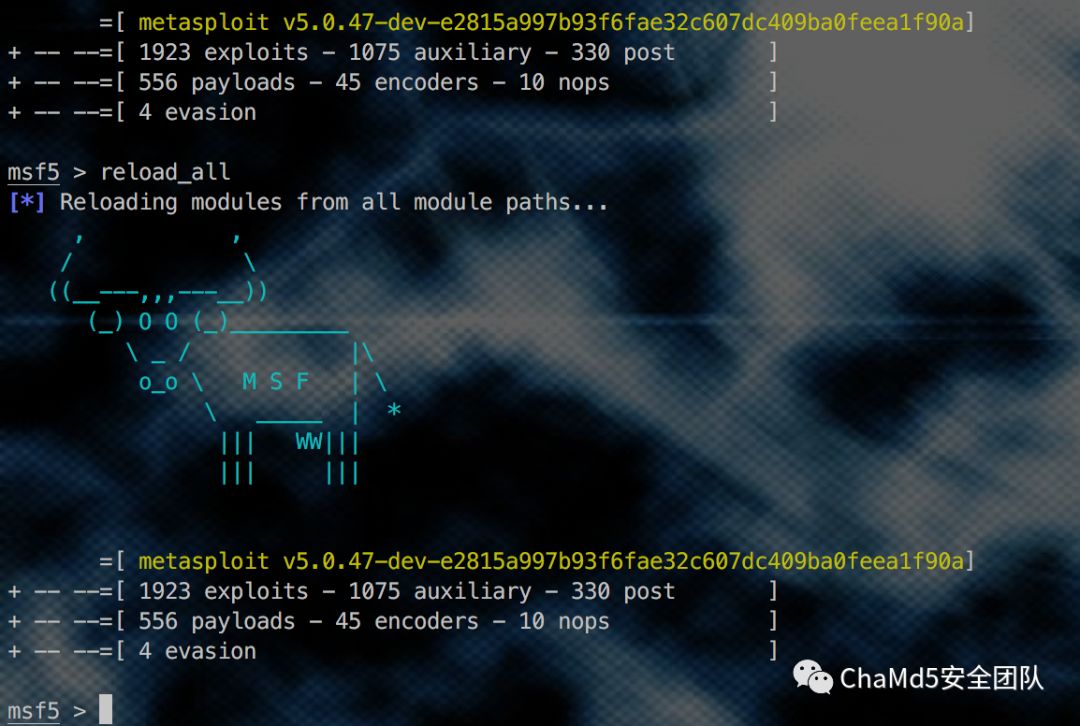 =[ metasploit v5.0.47-dev-e2815a997b93f6fae32c607dc409ba0feea1f90a]
+ -- --=[ 1923 exploits - 1075 auxiliary - 330 post       ]
+ -- --=[ 556 payloads - 45 encoders - 10 nops            ]
+ -- --=[ 4 evasion                                       ]
msf5 > reload_all
[*] Reloading modules from all module paths...
     ,           ,
    /             \
   ((__---,,,---__))
      (_) O O (_)_________
         \ _ /            |\
          o_o \   M S F   | \
               \   _____  |  *
                |||   WW|||
                |||     |||
=[ metasploit v5.0.47-dev-e2815a997b93f6fae32c607dc409ba0feea1f90a]
+ -- --=[ 1923 exploits - 1075 auxiliary - 330 post       ]
+ -- --=[ 556 payloads - 45 encoders - 10 nops            ]
+ -- --=[ 4 evasion                                       ]
ChaMd5安全团队
msf5 >